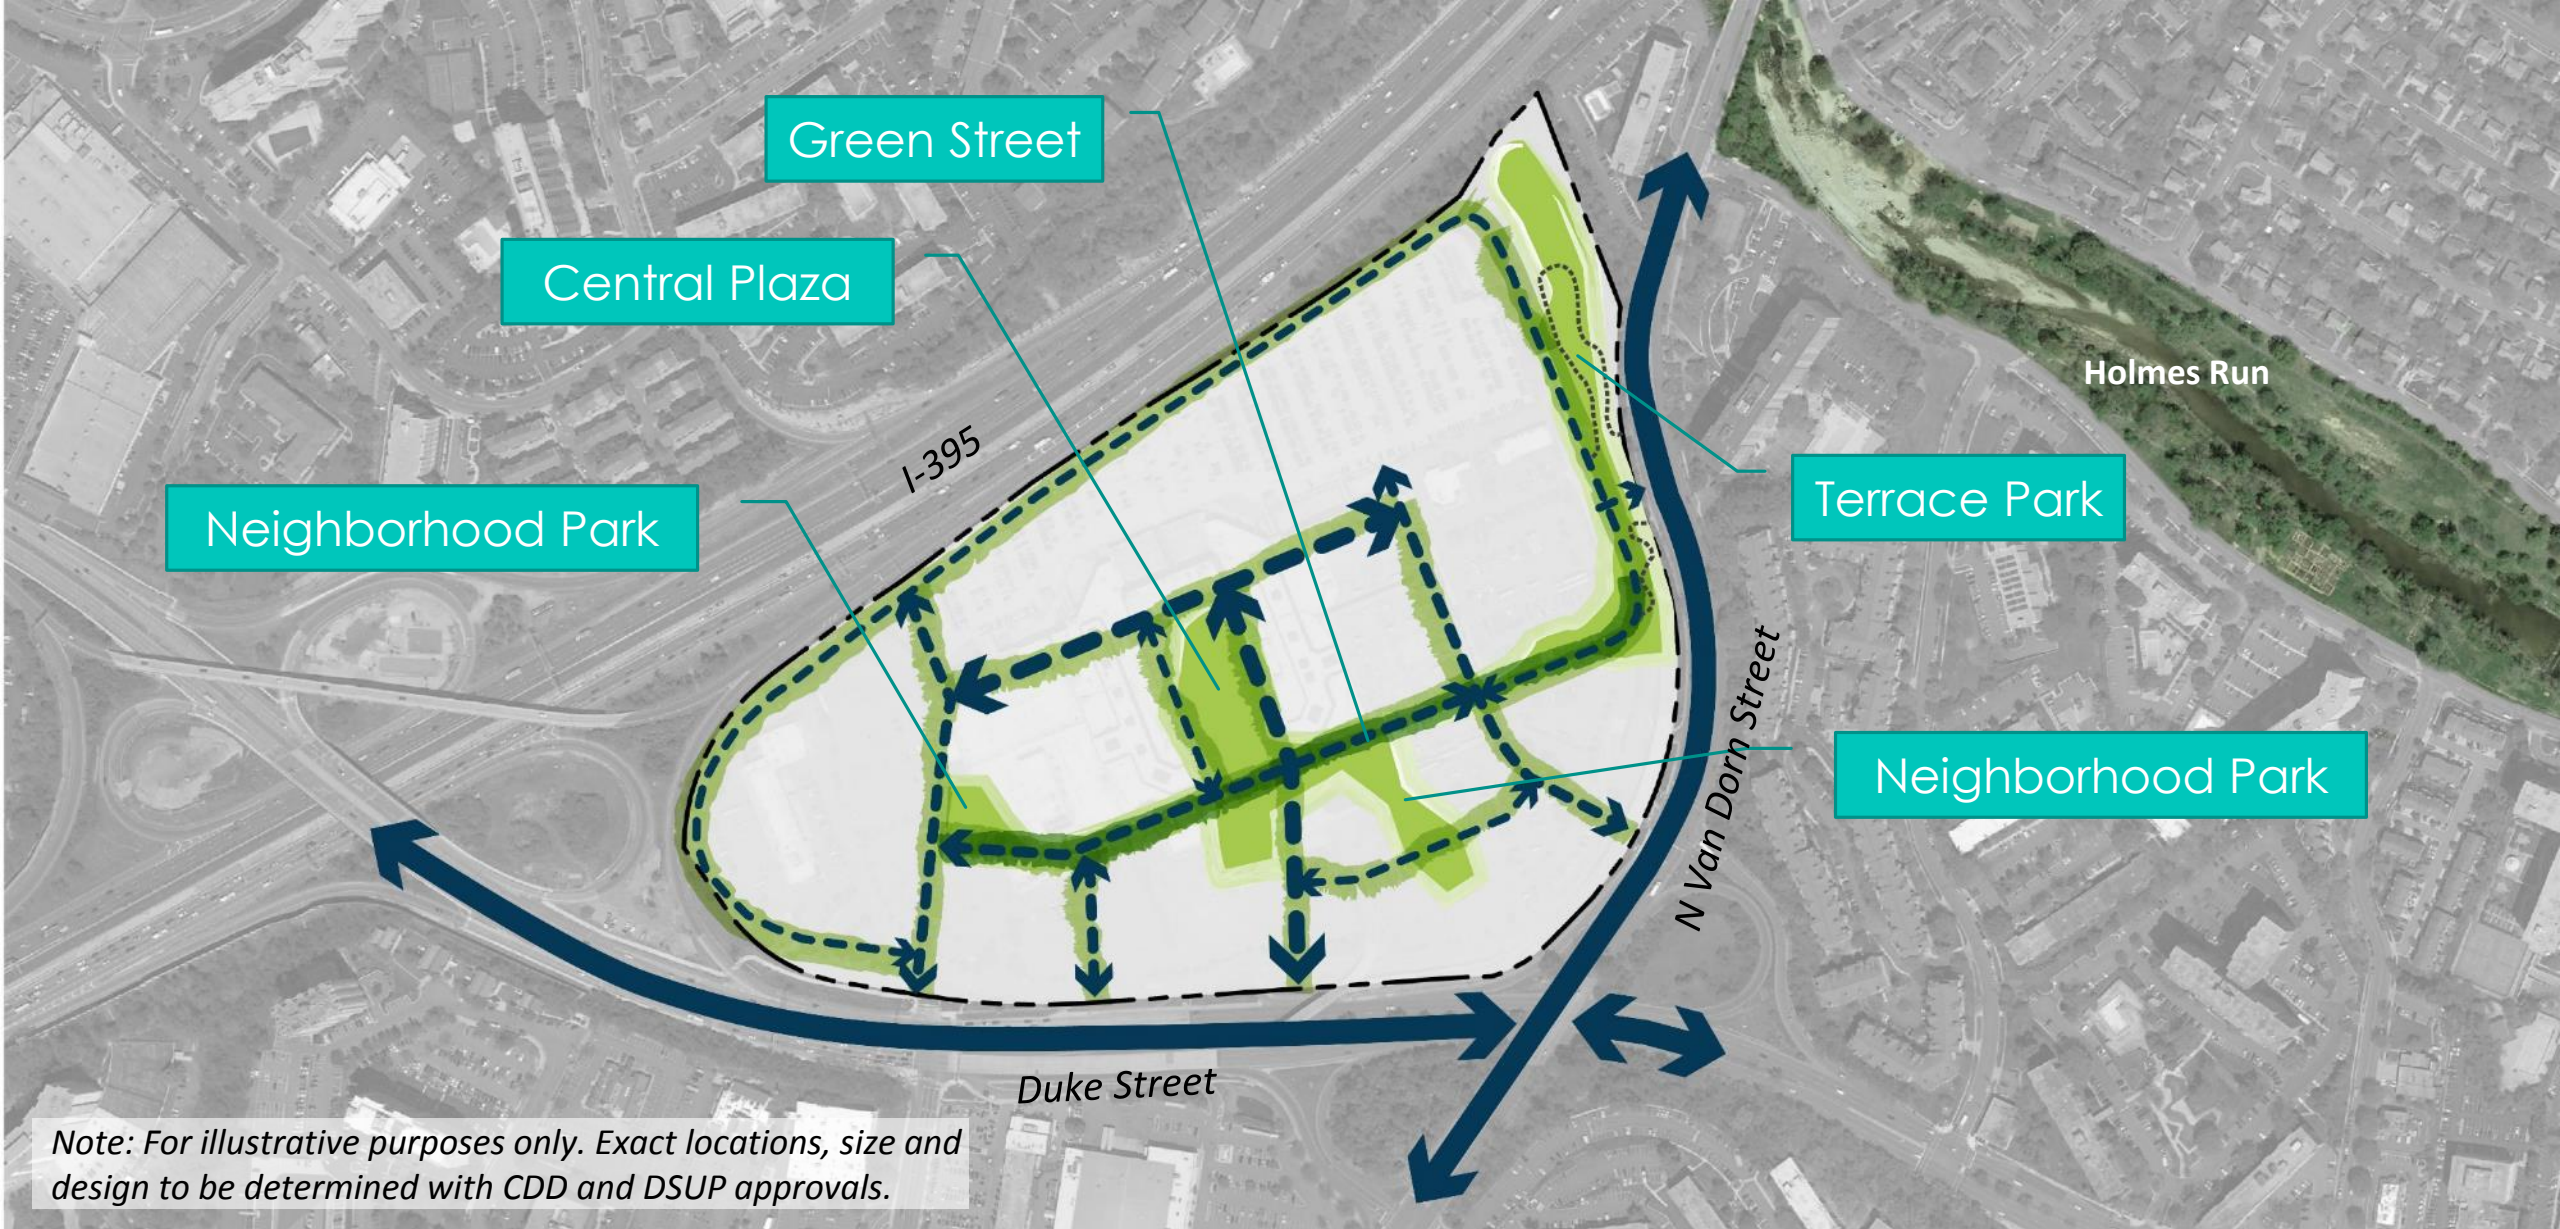 Green Street
Central Plaza
I-395
Neighborhood Park
Terrace Park
Holmes Run
N Van Dorn Street
Neighborhood Park
Duke Street
Note: For illustrative purposes only. Exact locations, size and
design to be determined with CDD and DSUP approvals.